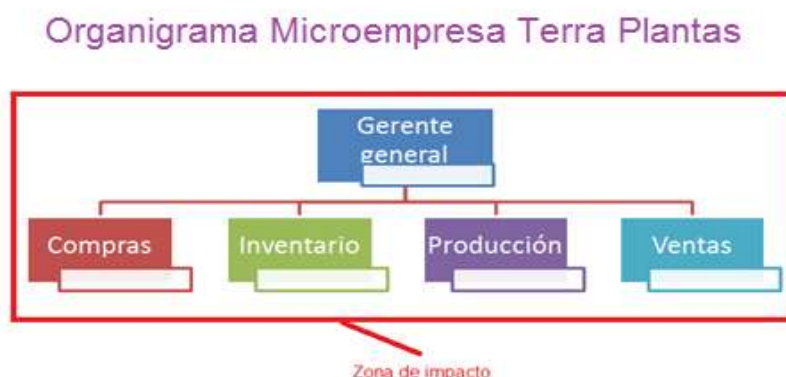 Organigrama Microempresa Terra Plantas
Gerente
general
Compras
Inventario
Producción
Ventas
Zona de impacto